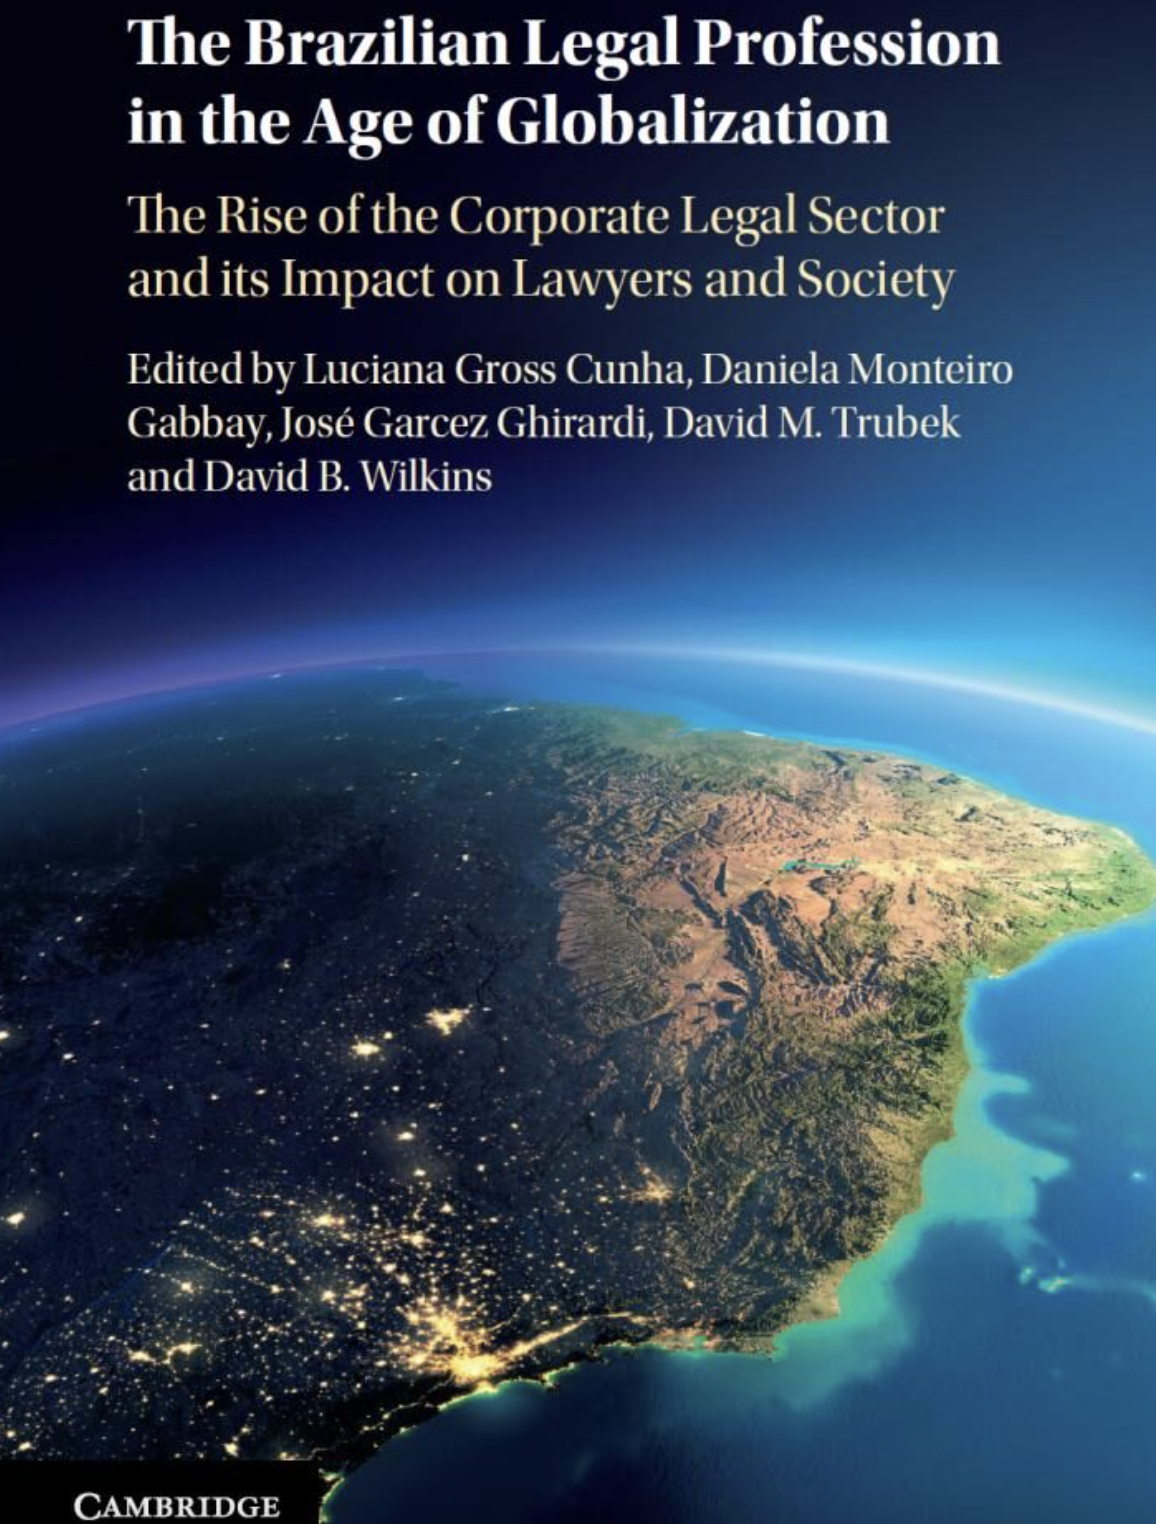 The Brazilian Legal Profession
in the Age of Globalization
The Rise of the Corporate Legal Sector
and its Impact on Lawyers and Society
Edited by Luciana Gross Cunha, Daniela Monteiro
Gabbay, José Garcez Ghirardi, David M. Trubek
and David B. Wilkins
CAMBRIDGE